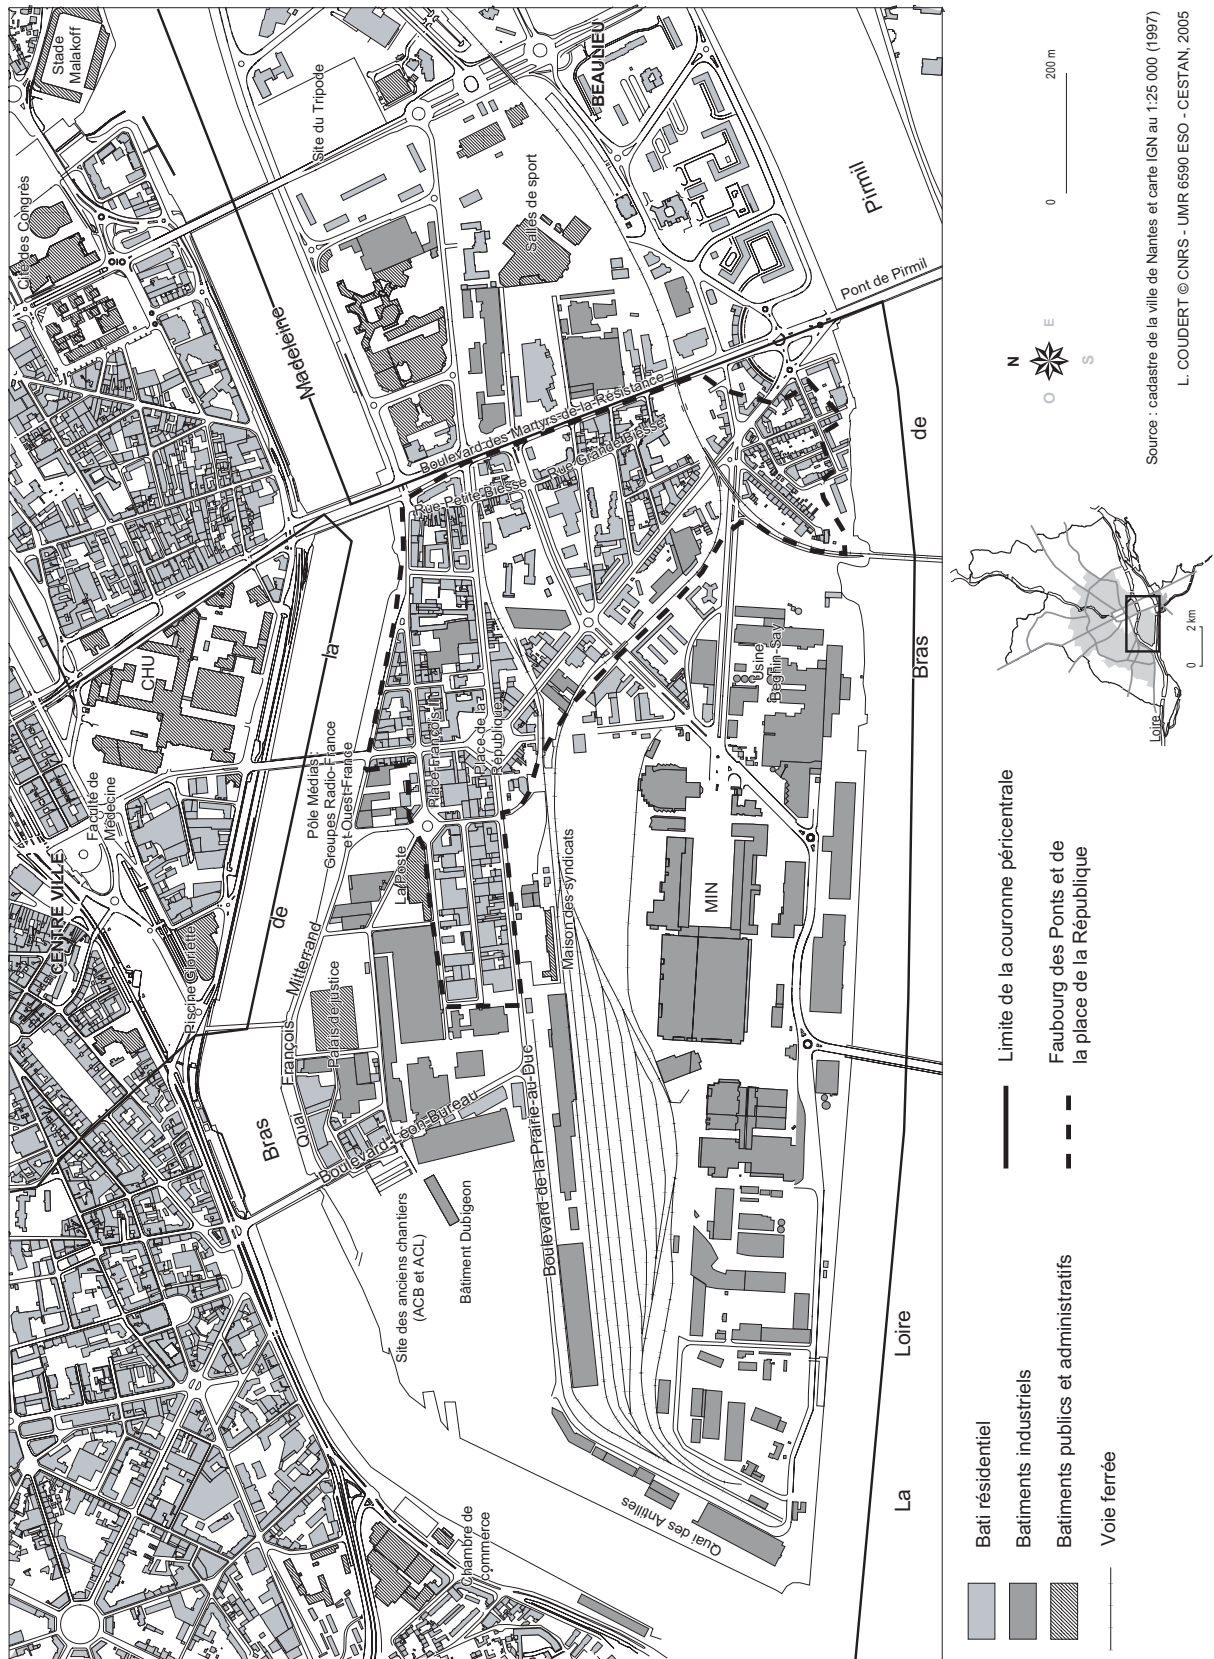 Stade
Malakoff
Cité des Congrès
Site du Tripode
BEAULIEU
Salles de sport
Madeleine
Pirmil
Pont de Pirmil
Boulevard des Martyrs de la Résistance
Rue Grande Biesse
Rue Petite Biesse
de
CHU
la
Faculté de
Médecine
Pôle Médias :
Groupes Radio-France
et Ouest-France
Place François II
Place de la
République
Usine
Beghin-Say
Bras
CENTRE VILLE
Piscine Gloriette
de
Mitterrand
La Poste
Maison des syndicats
MIN
Palais de justice
François
Quai
Bras
Boulevard Léon Bureau
Boulevard de la Prairie au Duc
Site des anciens chantiers
(ACB et ACL)
Bâtiment Dubigeon
Loire
La
Quai des Antilles
Chambre de
commerce
Bati résidentiel
Batiments industriels
Batiments publics et administratifs
Voie ferrée
Limite de la couronne péricentrale
Faubourg des Ponts et de
la place de la République
Loire
0 2 km
N
O E
S
0 200 m
Source : cadastre de la ville de Nantes et carte IGN au 1:25 000 (1997)
L. COUDERT © CNRS - UMR 6590 ESO - CESTAN, 2005